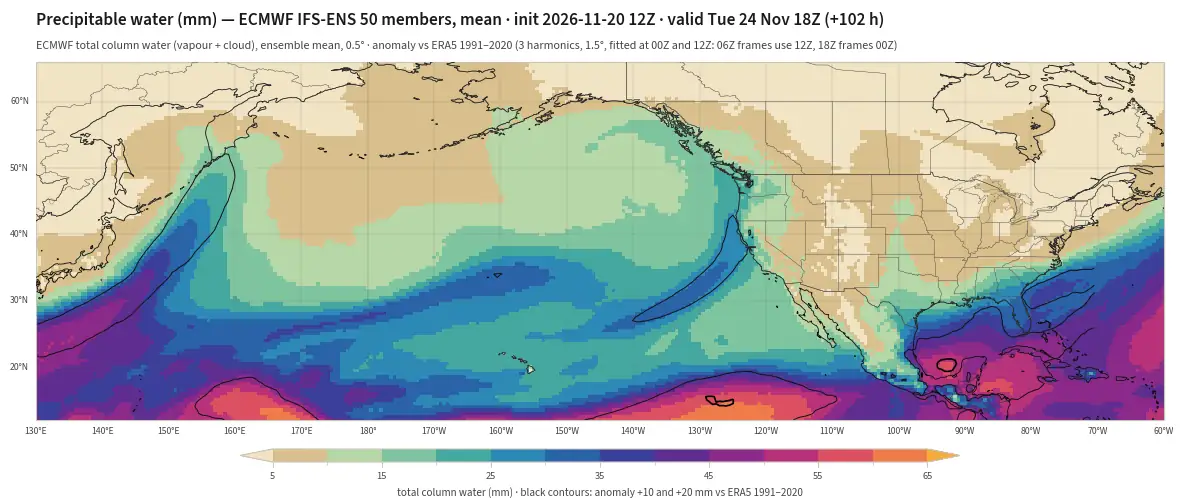 Precipitable water (mm) — ECMWF IFS-ENS 50 members, mean · init 2026-11-20 12Z · valid Tue 24 Nov 18Z (+102 h)
ECMWF total column water (vapour + cloud), ensemble mean, 0.5° · anomaly vs ERA5 1991–2020 (3 harmonics, 1.5°, fitted at 00Z and 12Z: 06Z frames use 12Z, 18Z frames 00Z)
60°N
50°N
40°N
30°N
20°N
130°E 140°E 150°E 160°E 170°E 180° 170°W 160°W 150°W 140°W 130°W 120°W 110°W 100°W 90°W 80°W 70°W 60°W
5 15 25 35 45 55 65
total column water (mm) · black contours: anomaly +10 and +20 mm vs ERA5 1991–2020